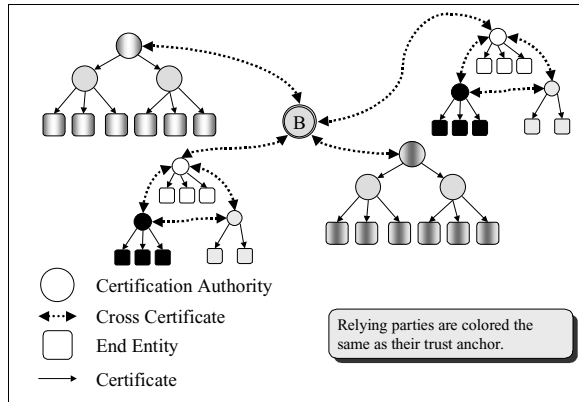 B
Certification Authority
Cross Certificate
End Entity
Certificate
Relying parties are colored the
same as their trust anchor.